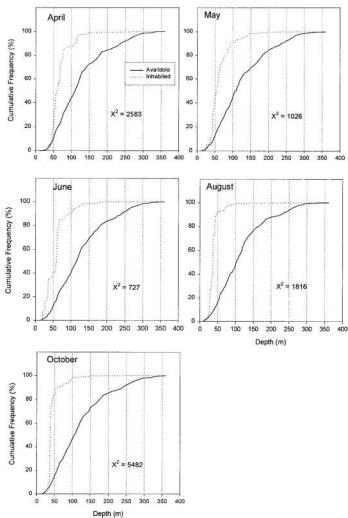 April
May
Cumulative Frequency (%)
100
80
60
40
20
0
Available
Inhabited
X² = 2583
0 50 100 150 200 250 300 350 400
100
80
60
40
20
0
X² = 1026
0 50 100 150 200 250 300 350 400
June
August
Cumulative Frequency (%)
100
80
60
40
20
0
X² = 727
0 50 100 150 200 250 300 350 400
100
80
60
40
20
0
X² = 1816
0 50 100 150 200 250 300 350 400
Depth (m)
October
Cumulative Frequency (%)
100
80
60
40
20
0
X² = 5482
0 50 100 150 200 250 300 350 400
Depth (m)